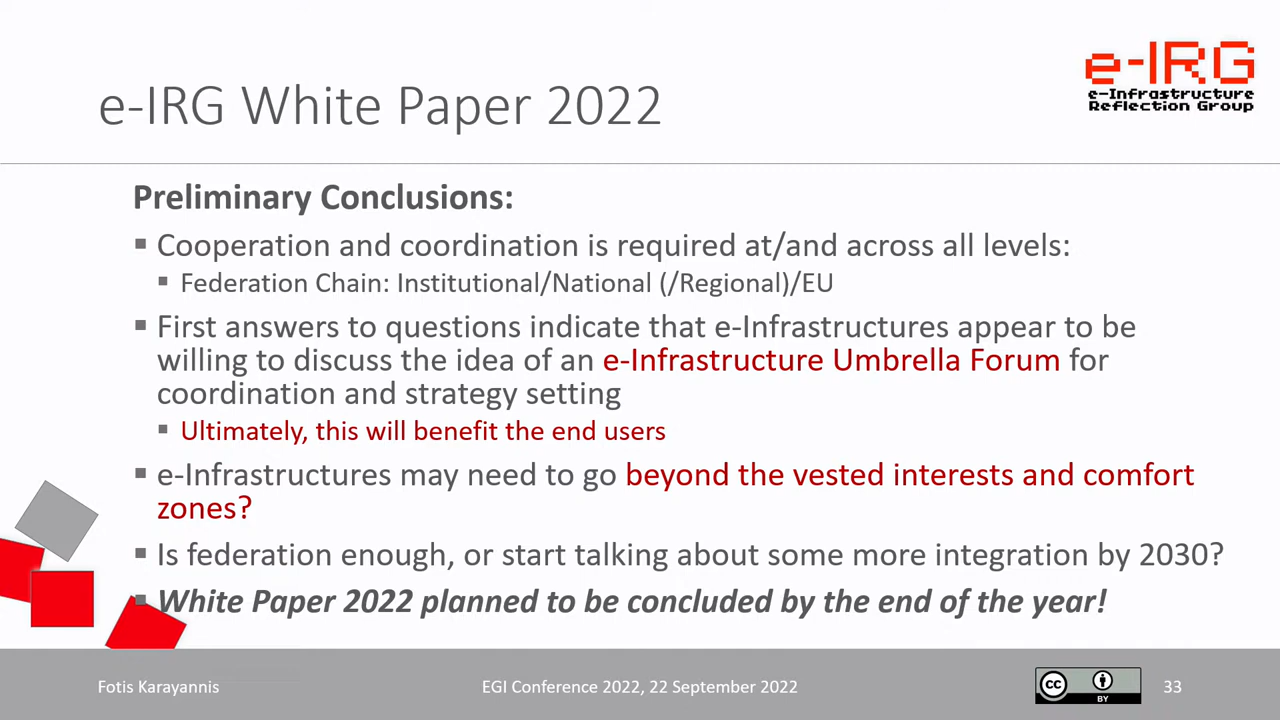 e-IRG White Paper 2022
e-IRG
e-Infrastructure
Reflection Group
Preliminary Conclusions:
▪ Cooperation and coordination is required at/and across all levels:
▪ Federation Chain: Institutional/National (/Regional)/EU
▪ First answers to questions indicate that e-Infrastructures appear to be
willing to discuss the idea of an e-Infrastructure Umbrella Forum for
coordination and strategy setting
▪ Ultimately, this will benefit the end users
▪ e-Infrastructures may need to go beyond the vested interests and comfort
zones?
▪ Is federation enough, or start talking about some more integration by 2030?
▪ White Paper 2022 planned to be concluded by the end of the year!
Fotis Karayannis
EGI Conference 2022, 22 September 2022
CC
BY
33